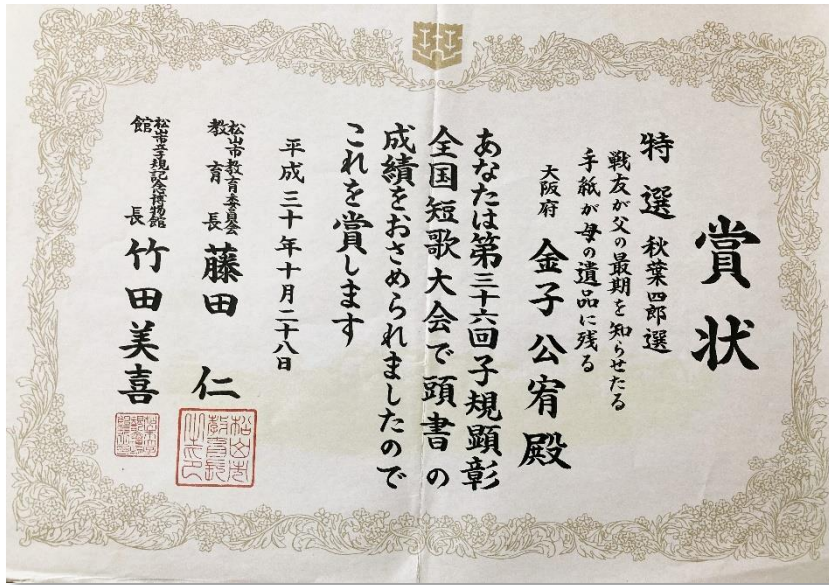 賞状
特選 秋葉四郎選
戦友が父の最期を知らせたる
手紙が母の遺品に残る
大阪府 金子公宥殿
あなたは第三十六回子規顕彰
全国短歌大会で頭書の
成績をおさめられましたので
これを賞します
平成三十年十月二十八日
松山市教育委員会
教育長 藤田仁
松山市立子規記念博物館
館長 竹田美喜